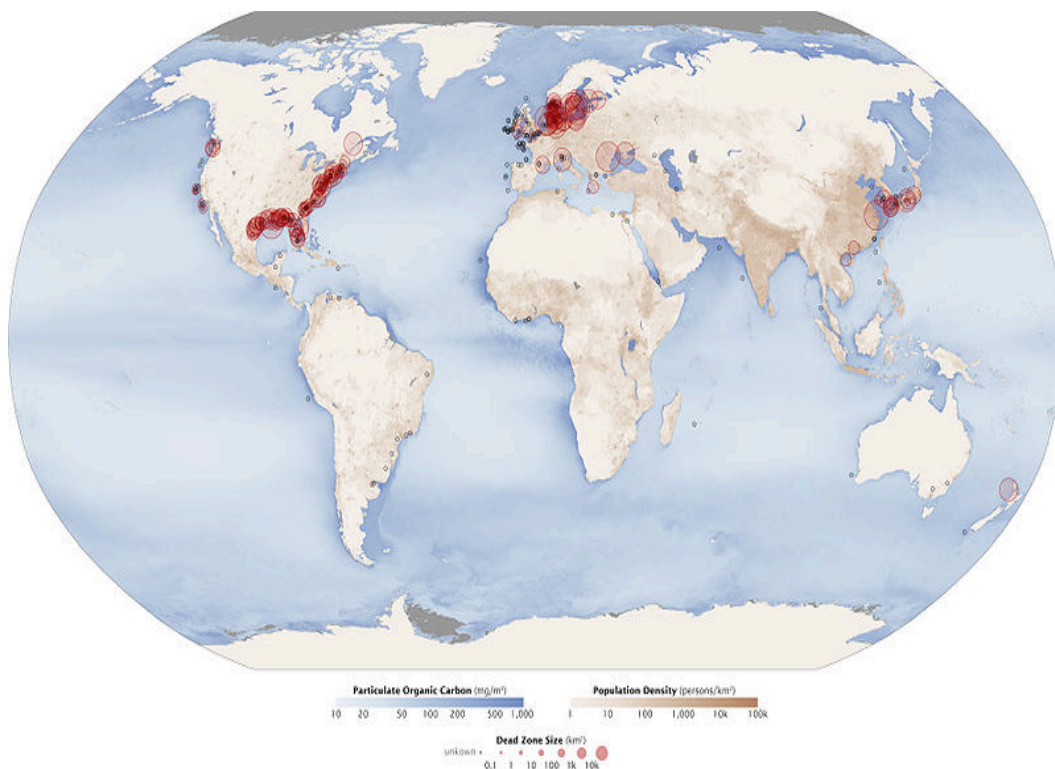 Particulate Organic Carbon (mg/m³)
10 20 50 100 200 500 1,000
Population Density (persons/km²)
1 10 100 1,000 10k 100k
Dead Zone Size (km²)
unkown
0.1 1 10 100 1k 10k